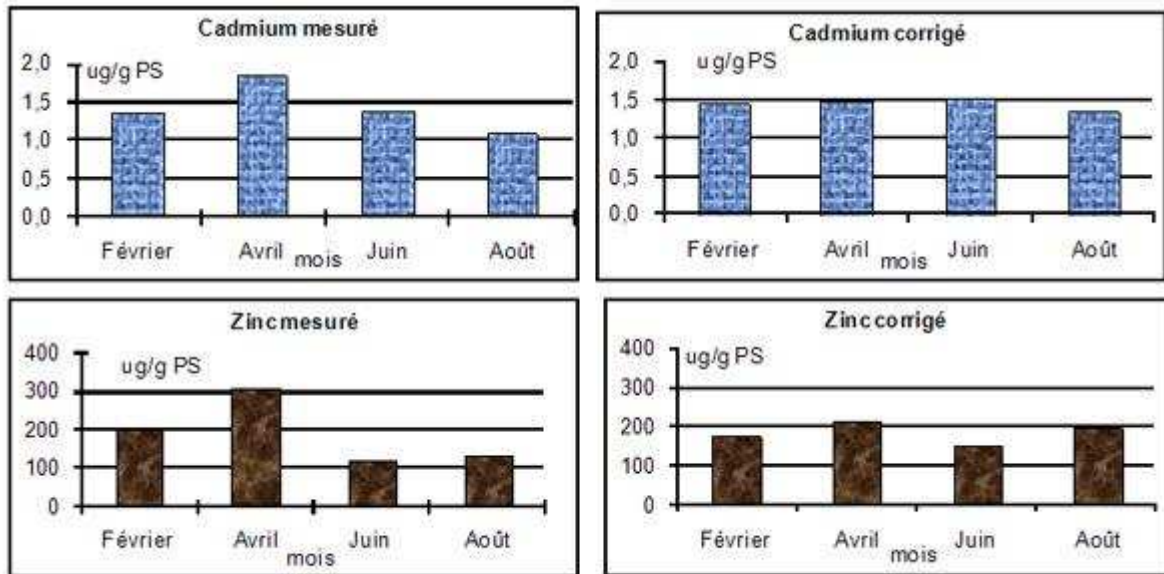 Cadmium mesuré
ug/g PS
2,0
1,5
1,0
0,5
0,0
Février Avril Juin Août
mois
Cadmium corrigé
ug/g PS
2,0
1,5
1,0
0,5
0,0
Février Avril Juin Août
mois
Zinc mesuré
ug/g PS
400
300
200
100
0
Février Avril Juin Août
mois
Zinc corrigé
ug/g PS
400
300
200
100
0
Février Avril Juin Août
mois